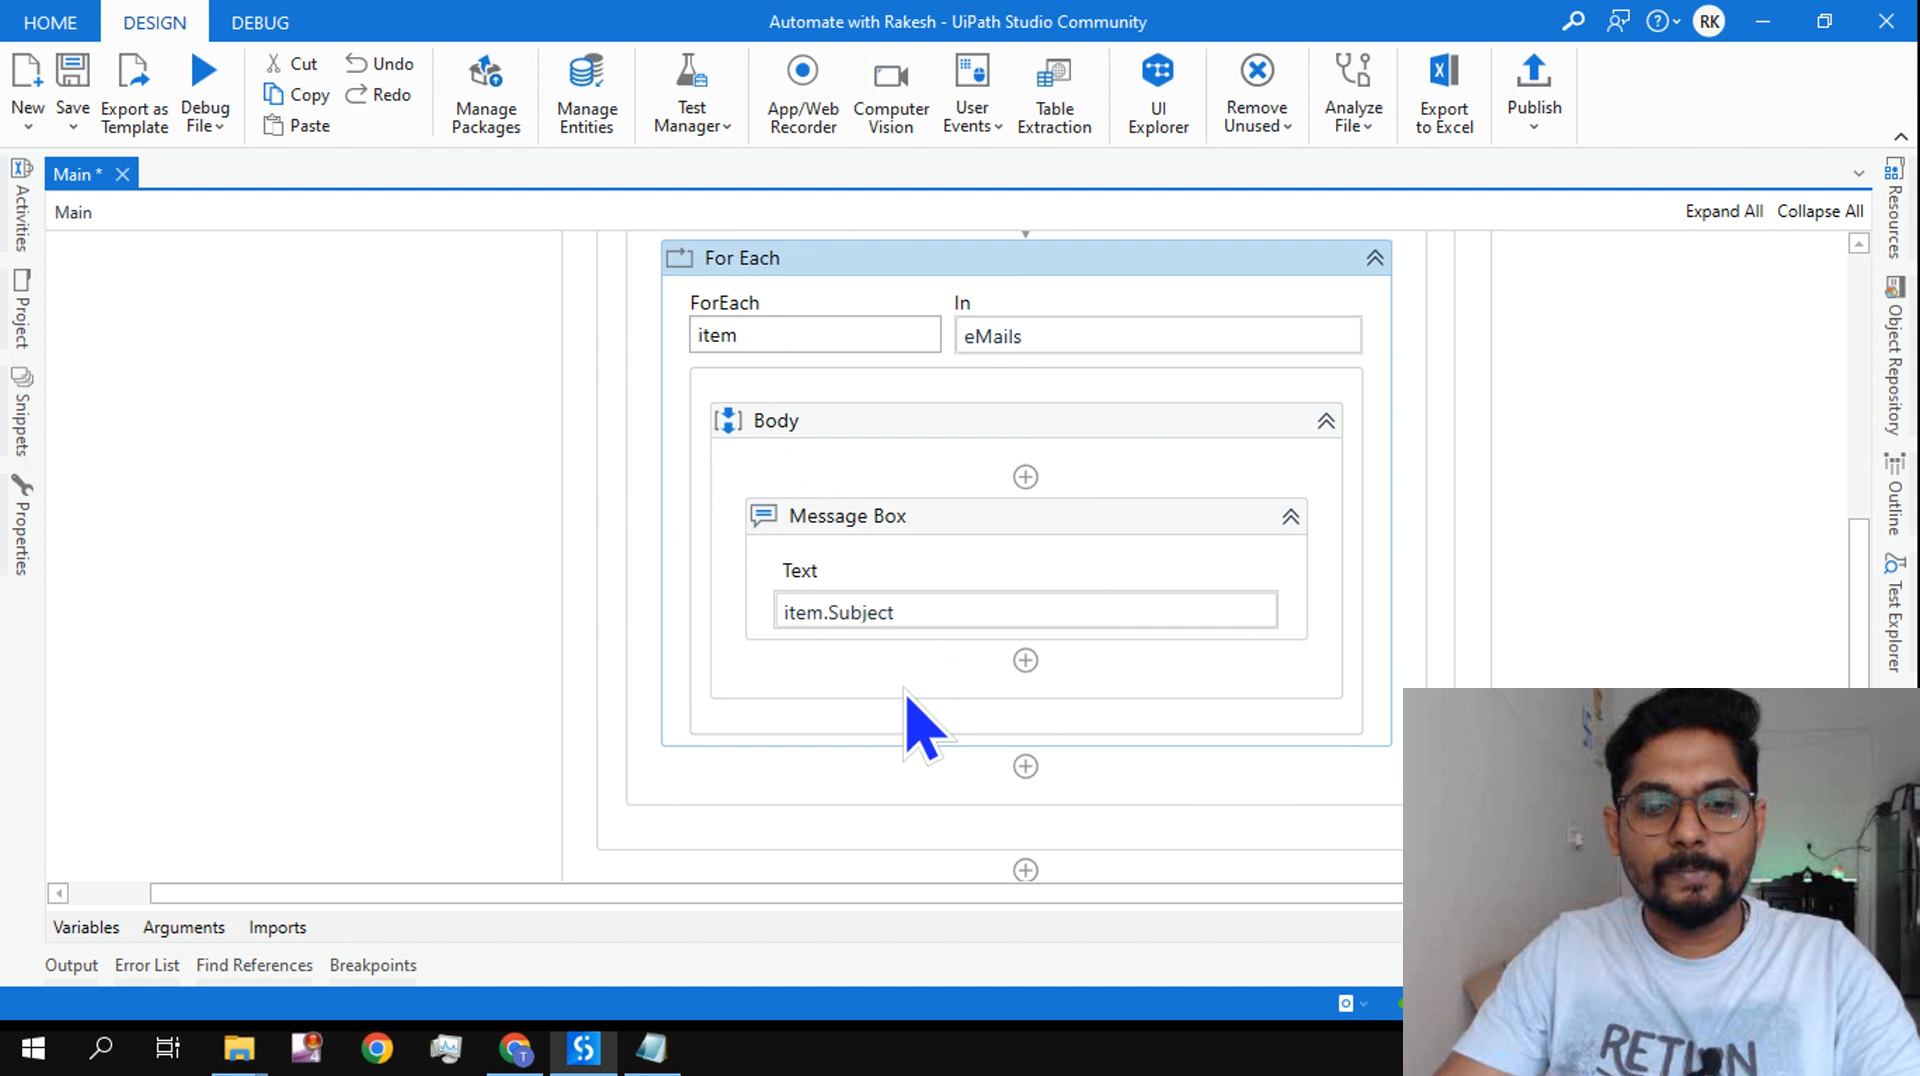 HOME DESIGN DEBUG
Automate with Rakesh - UiPath Studio Community
RK
New
Save
Export as Template
Debug File
Cut
Copy
Paste
Undo
Redo
Manage Packages
Manage Entities
Test Manager
App/Web Recorder
Computer Vision
User Events
Table Extraction
UI Explorer
Remove Unused
Analyze File
Export to Excel
Publish
Main *
Main
Expand All Collapse All
Activities
Project
Snippets
Properties
Resources
Object Repository
Outline
Test Explorer
For Each
ForEach In
item eMails
Body
Message Box
Text
item.Subject
Variables Arguments Imports
Output Error List Find References Breakpoints
4
T